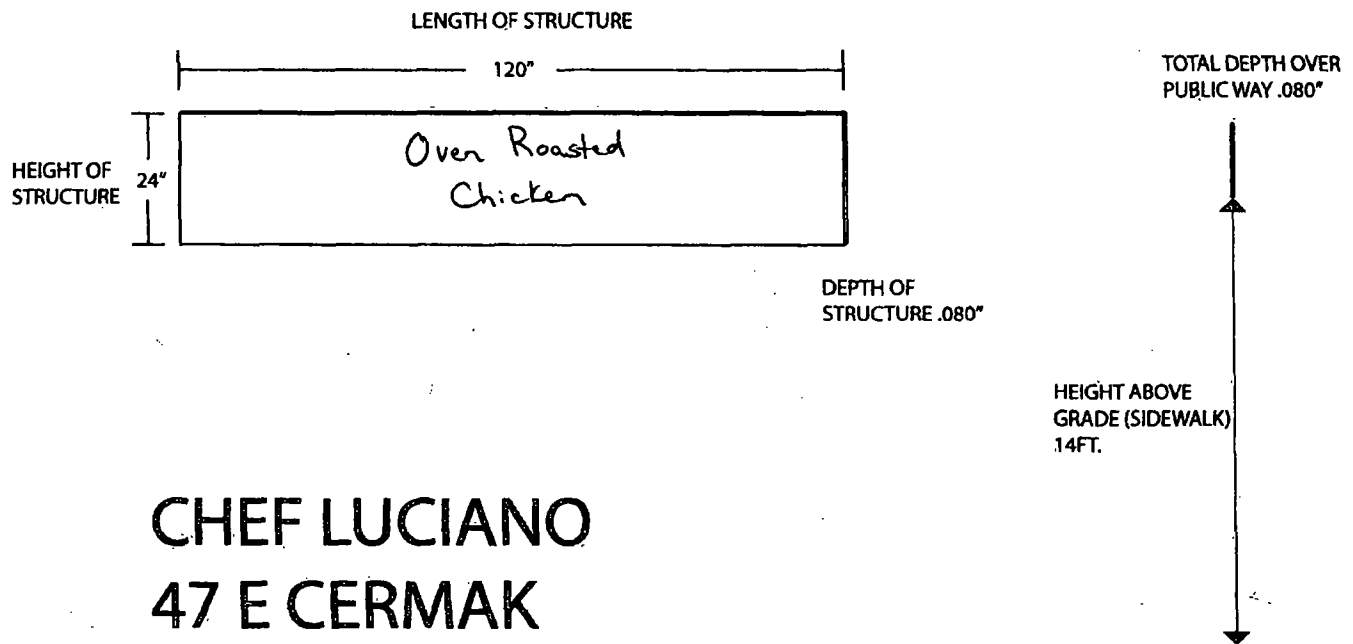 LENGTH OF STRUCTURE
120"
TOTAL DEPTH OVER
PUBLIC WAY .080"
HEIGHT OF
STRUCTURE
24"
Oven Roasted
Chicken
DEPTH OF
STRUCTURE .080"
HEIGHT ABOVE
GRADE (SIDEWALK)
14FT.
CHEF LUCIANO
47 E CERMAK